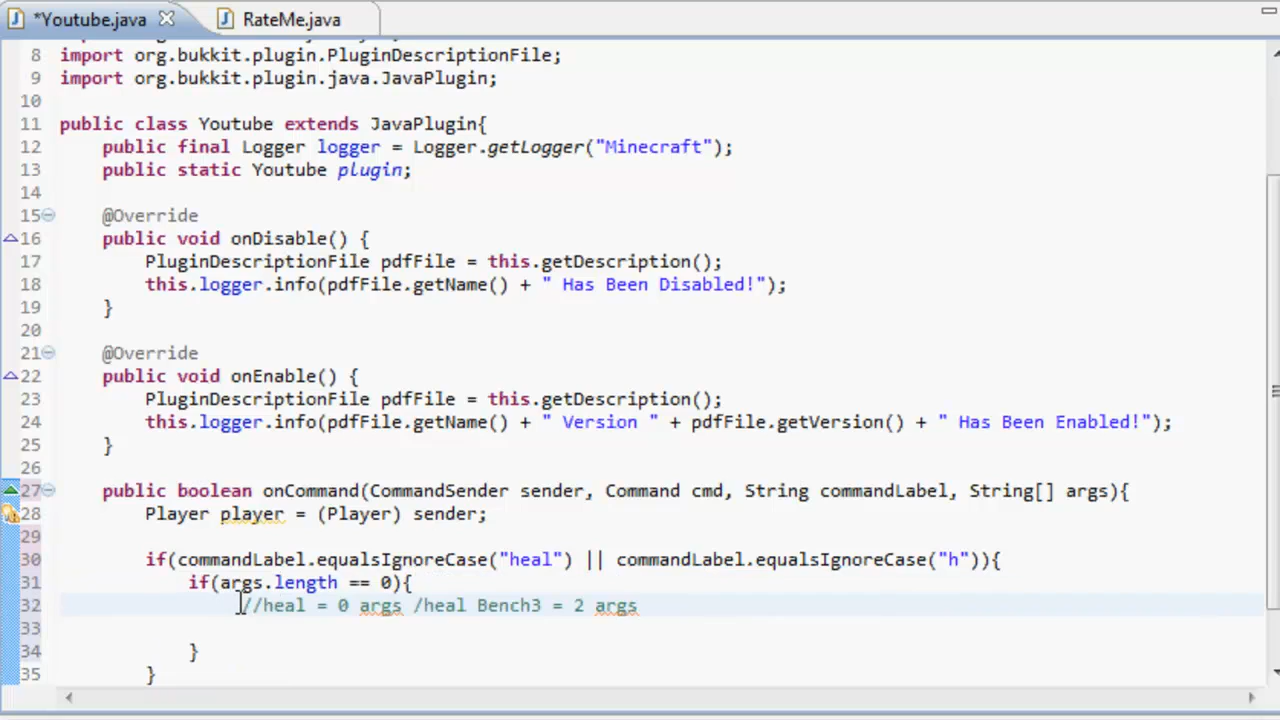 *Youtube.java RateMe.java
8 import org.bukkit.plugin.PluginDescriptionFile;
9 import org.bukkit.plugin.java.JavaPlugin;
10
11 public class Youtube extends JavaPlugin{
12 public final Logger logger = Logger.getLogger("Minecraft");
13 public static Youtube plugin;
14
15 @Override
16 public void onDisable() {
17 PluginDescriptionFile pdfFile = this.getDescription();
18 this.logger.info(pdfFile.getName() + " Has Been Disabled!");
19 }
20
21 @Override
22 public void onEnable() {
23 PluginDescriptionFile pdfFile = this.getDescription();
24 this.logger.info(pdfFile.getName() + " Version " + pdfFile.getVersion() + " Has Been Enabled!");
25 }
26
27 public boolean onCommand(CommandSender sender, Command cmd, String commandLabel, String[] args){
28 Player player = (Player) sender;
29
30 if(commandLabel.equalsIgnoreCase("heal") || commandLabel.equalsIgnoreCase("h")){
31 if(args.length == 0){
32 //heal = 0 args /heal Bench3 = 2 args
33
34 }
35 }